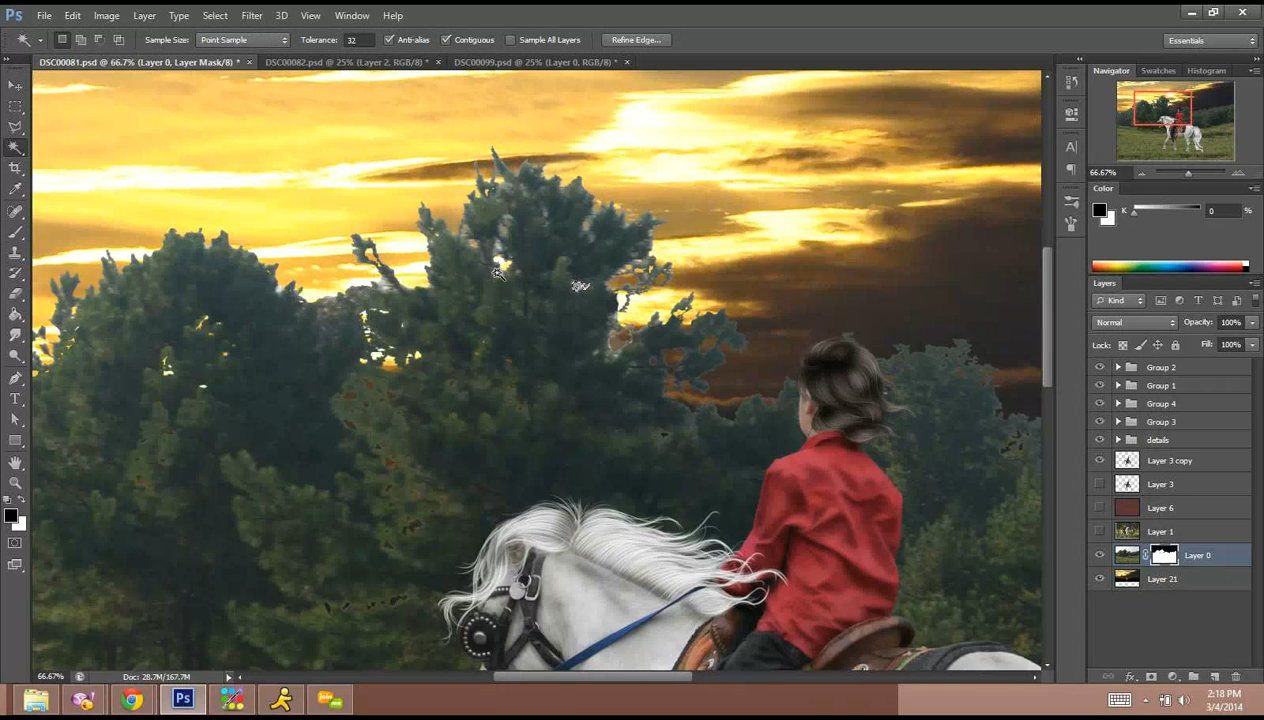 Ps File Edit Image Layer Type Select Filter 3D View Window Help
Sample Size: Point Sample Tolerance: 32 Anti-alias Contiguous Sample All Layers Refine Edge... Essentials
DSC00081.psd @ 66.7% (Layer 0, Layer Mask/8) * × DSC00082.psd @ 25% (Layer 2, RGB/8) * × DSC00099.psd @ 25% (Layer 0, RGB/8) * ×
Navigator Swatches Histogram
66.67%
Color
K 0 %
Layers
Kind
Normal Opacity: 100%
Lock: Fill: 100%
Group 2
Group 1
Group 4
Group 3
details
Layer 3 copy
Layer 3
Layer 6
Layer 1
Layer 0
Layer 21
66.67% Doc: 28.7M/167.7M
Ps
2:18 PM
3/4/2014